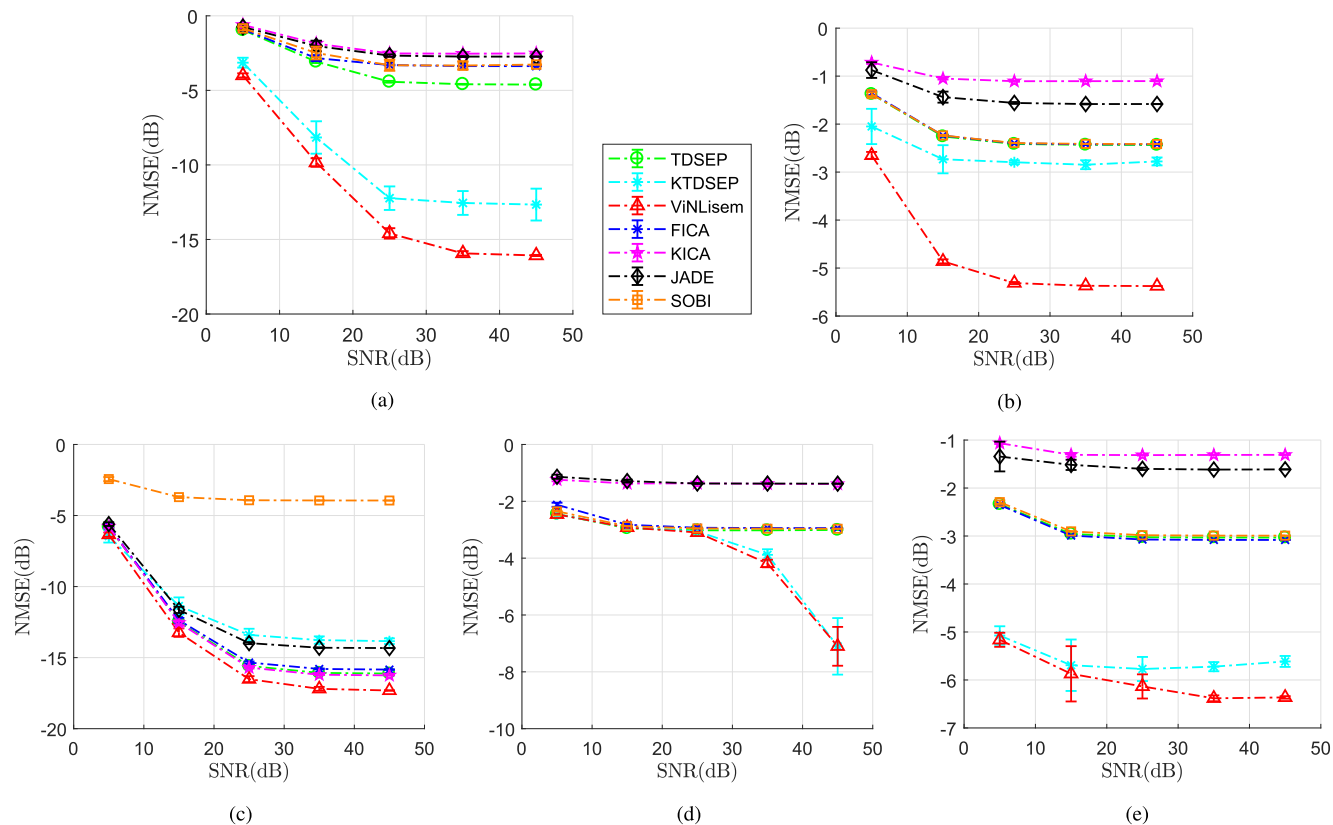 0
-5
-10
-15
-20
NMSE(dB)
0 10 20 30 40 50
SNR(dB)
(a)
TDSEP
KTDSEP
ViNLisem
FICA
KICA
JADE
SOBI
0
-1
-2
-3
-4
-5
-6
NMSE(dB)
0 10 20 30 40 50
SNR(dB)
(b)
0
-5
-10
-15
-20
NMSE(dB)
0 10 20 30 40 50
SNR(dB)
(c)
0
-2
-4
-6
-8
-10
NMSE(dB)
0 10 20 30 40 50
SNR(dB)
(d)
-1
-2
-3
-4
-5
-6
-7
NMSE(dB)
0 10 20 30 40 50
SNR(dB)
(e)